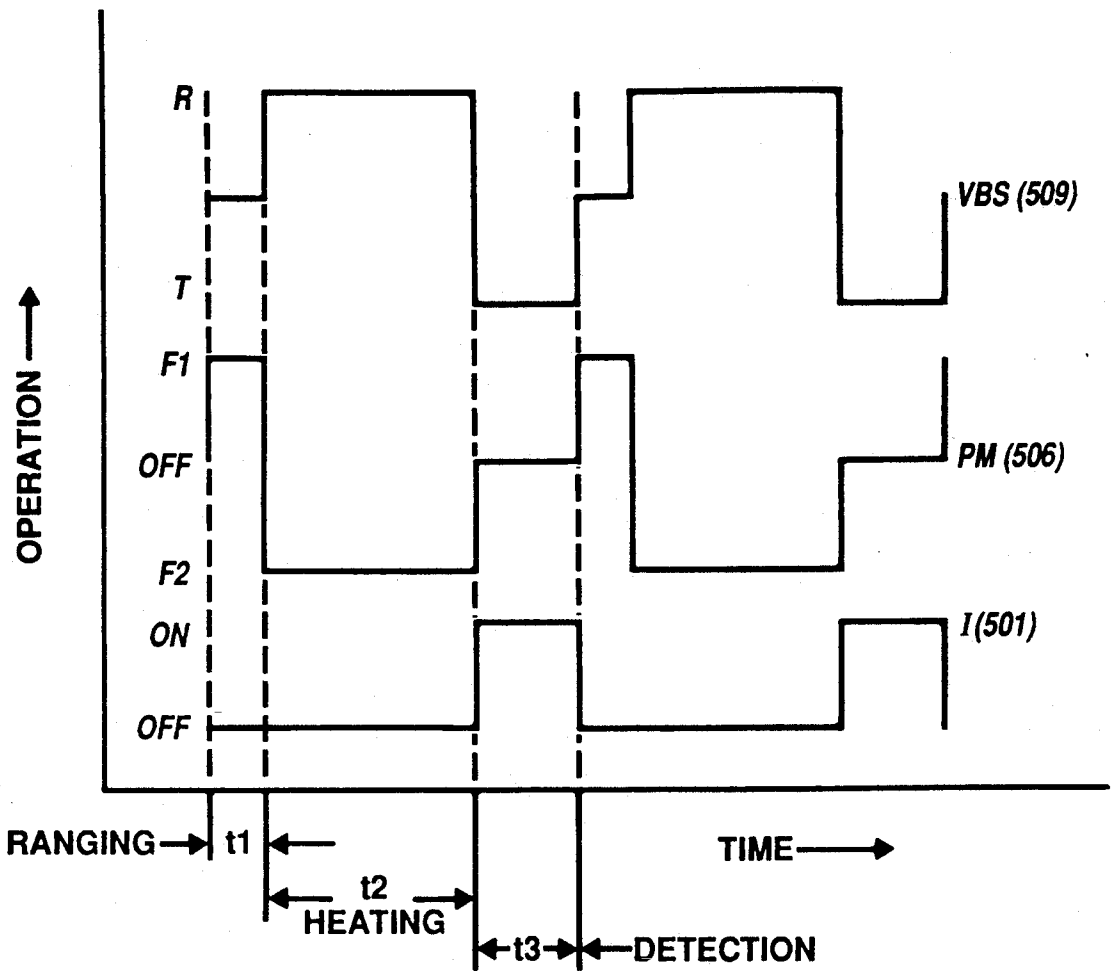 R
VBS (509)
T
F1
OFF
PM (506)
F2
ON
I (501)
OFF
OPERATION
RANGING
t1
TIME
t2
HEATING
t3
DETECTION